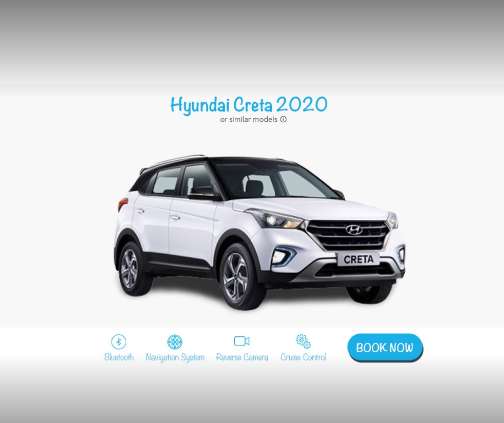 Hyundai Creta 2020
or similar models
CRETA
Bluetooth
Navigation System
Reverse Camera
Cruise Control
BOOK NOW